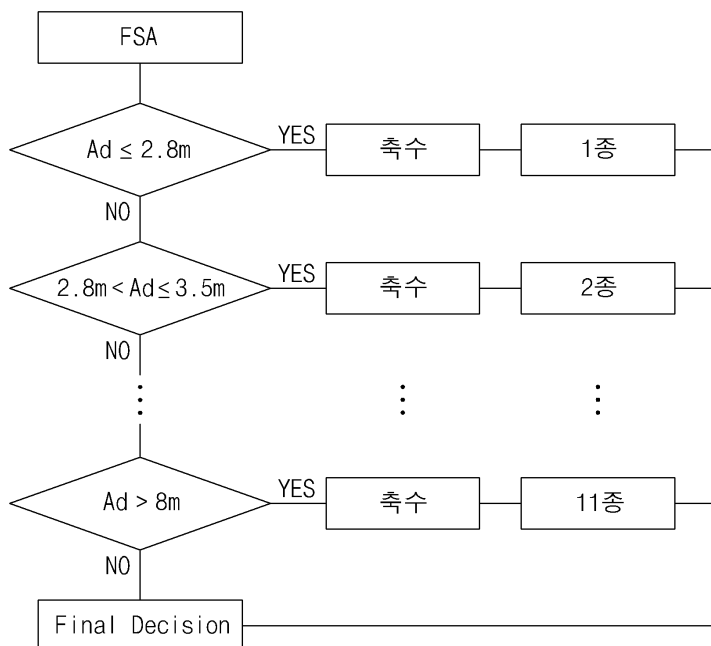 FSA
Ad ≤ 2.8m
YES
축수
1종
NO
2.8m < Ad ≤ 3.5m
YES
축수
2종
NO
Ad > 8m
YES
축수
11종
NO
Final Decision